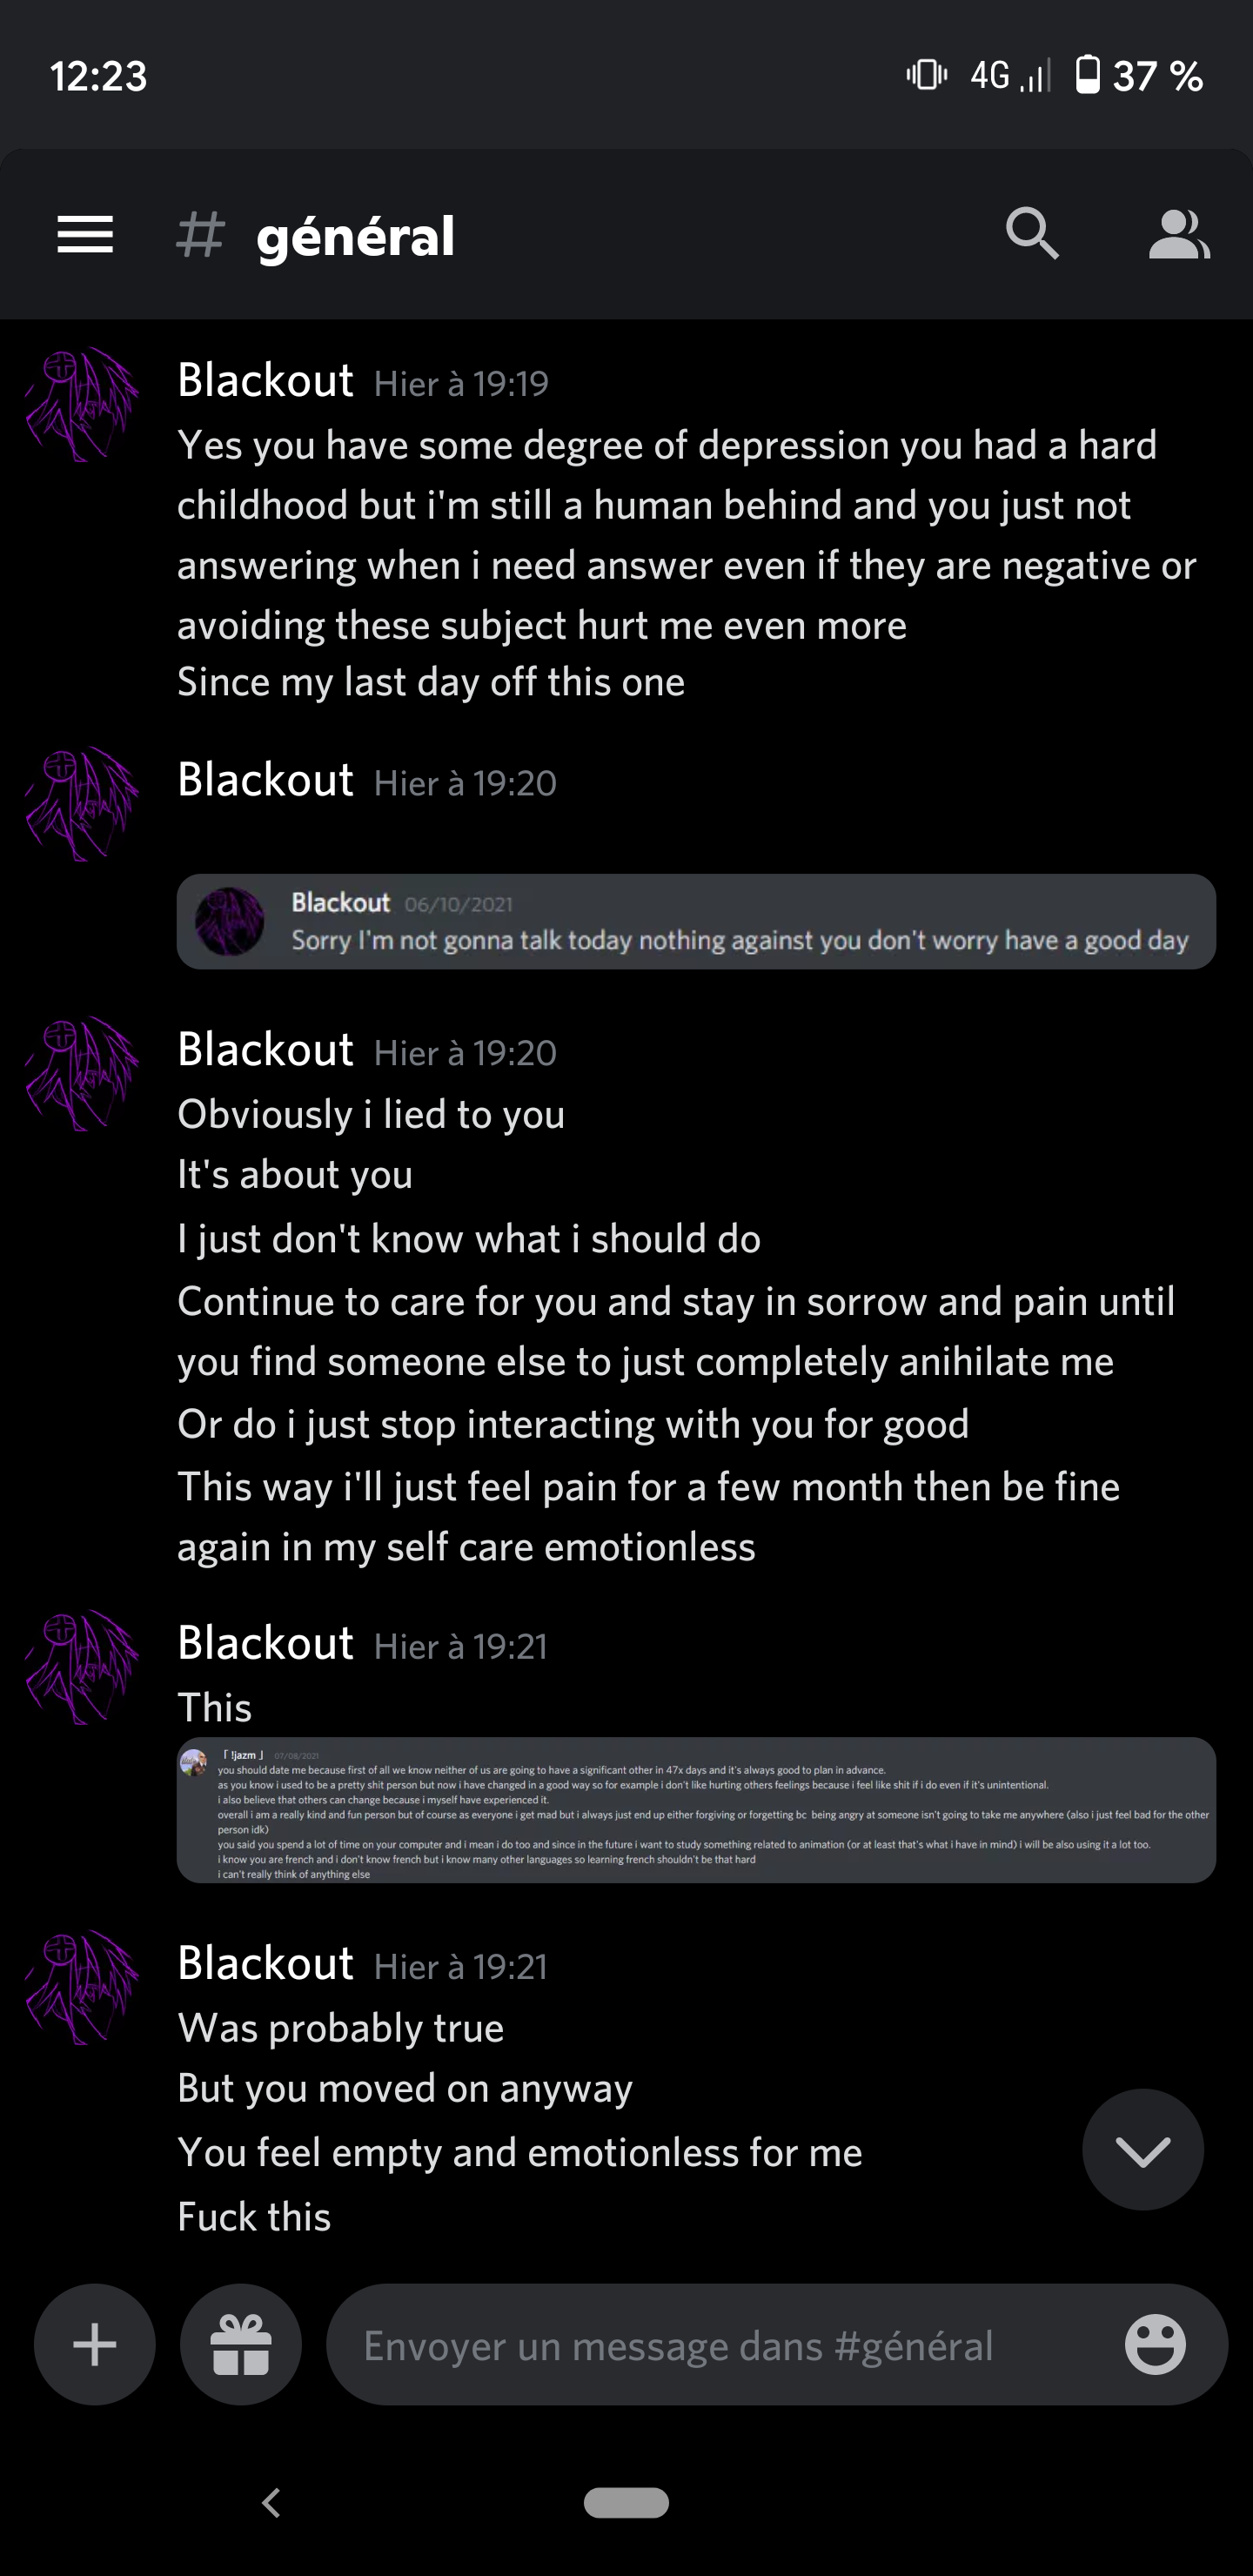 12:23
4G 37 %
# général
Blackout Hier à 19:19
Yes you have some degree of depression you had a hard
childhood but i'm still a human behind and you just not
answering when i need answer even if they are negative or
avoiding these subject hurt me even more
Since my last day off this one
Blackout Hier à 19:20
Blackout 06/10/2021
Sorry I'm not gonna talk today nothing against you don't worry have a good day
Blackout Hier à 19:20
Obviously i lied to you
It's about you
I just don't know what i should do
Continue to care for you and stay in sorrow and pain until
you find someone else to just completely anihilate me
Or do i just stop interacting with you for good
This way i'll just feel pain for a few month then be fine
again in my self care emotionless
Blackout Hier à 19:21
This
「 !jazm 」 07/08/2021
you should date me because first of all we know neither of us are going to have a significant other in 47x days and it's always good to plan in advance.
as you know i used to be a pretty shit person but now i have changed in a good way so for example i don't like hurting others feelings because i feel like shit if i do even if it's unintentional.
i also believe that others can change because i myself have experienced it.
overall i am a really kind and fun person but of course as everyone i get mad but i always just end up either forgiving or forgetting bc being angry at someone isn't going to take me anywhere (also i just feel bad for the other
person idk)
you said you spend a lot of time on your computer and i mean i do too and since in the future i want to study something related to animation (or at least that's what i have in mind) i will be also using it a lot too.
i know you are french and i don't know french but i know many other languages so learning french shouldn't be that hard
i can't really think of anything else
Blackout Hier à 19:21
Was probably true
But you moved on anyway
You feel empty and emotionless for me
Fuck this
Envoyer un message dans #général